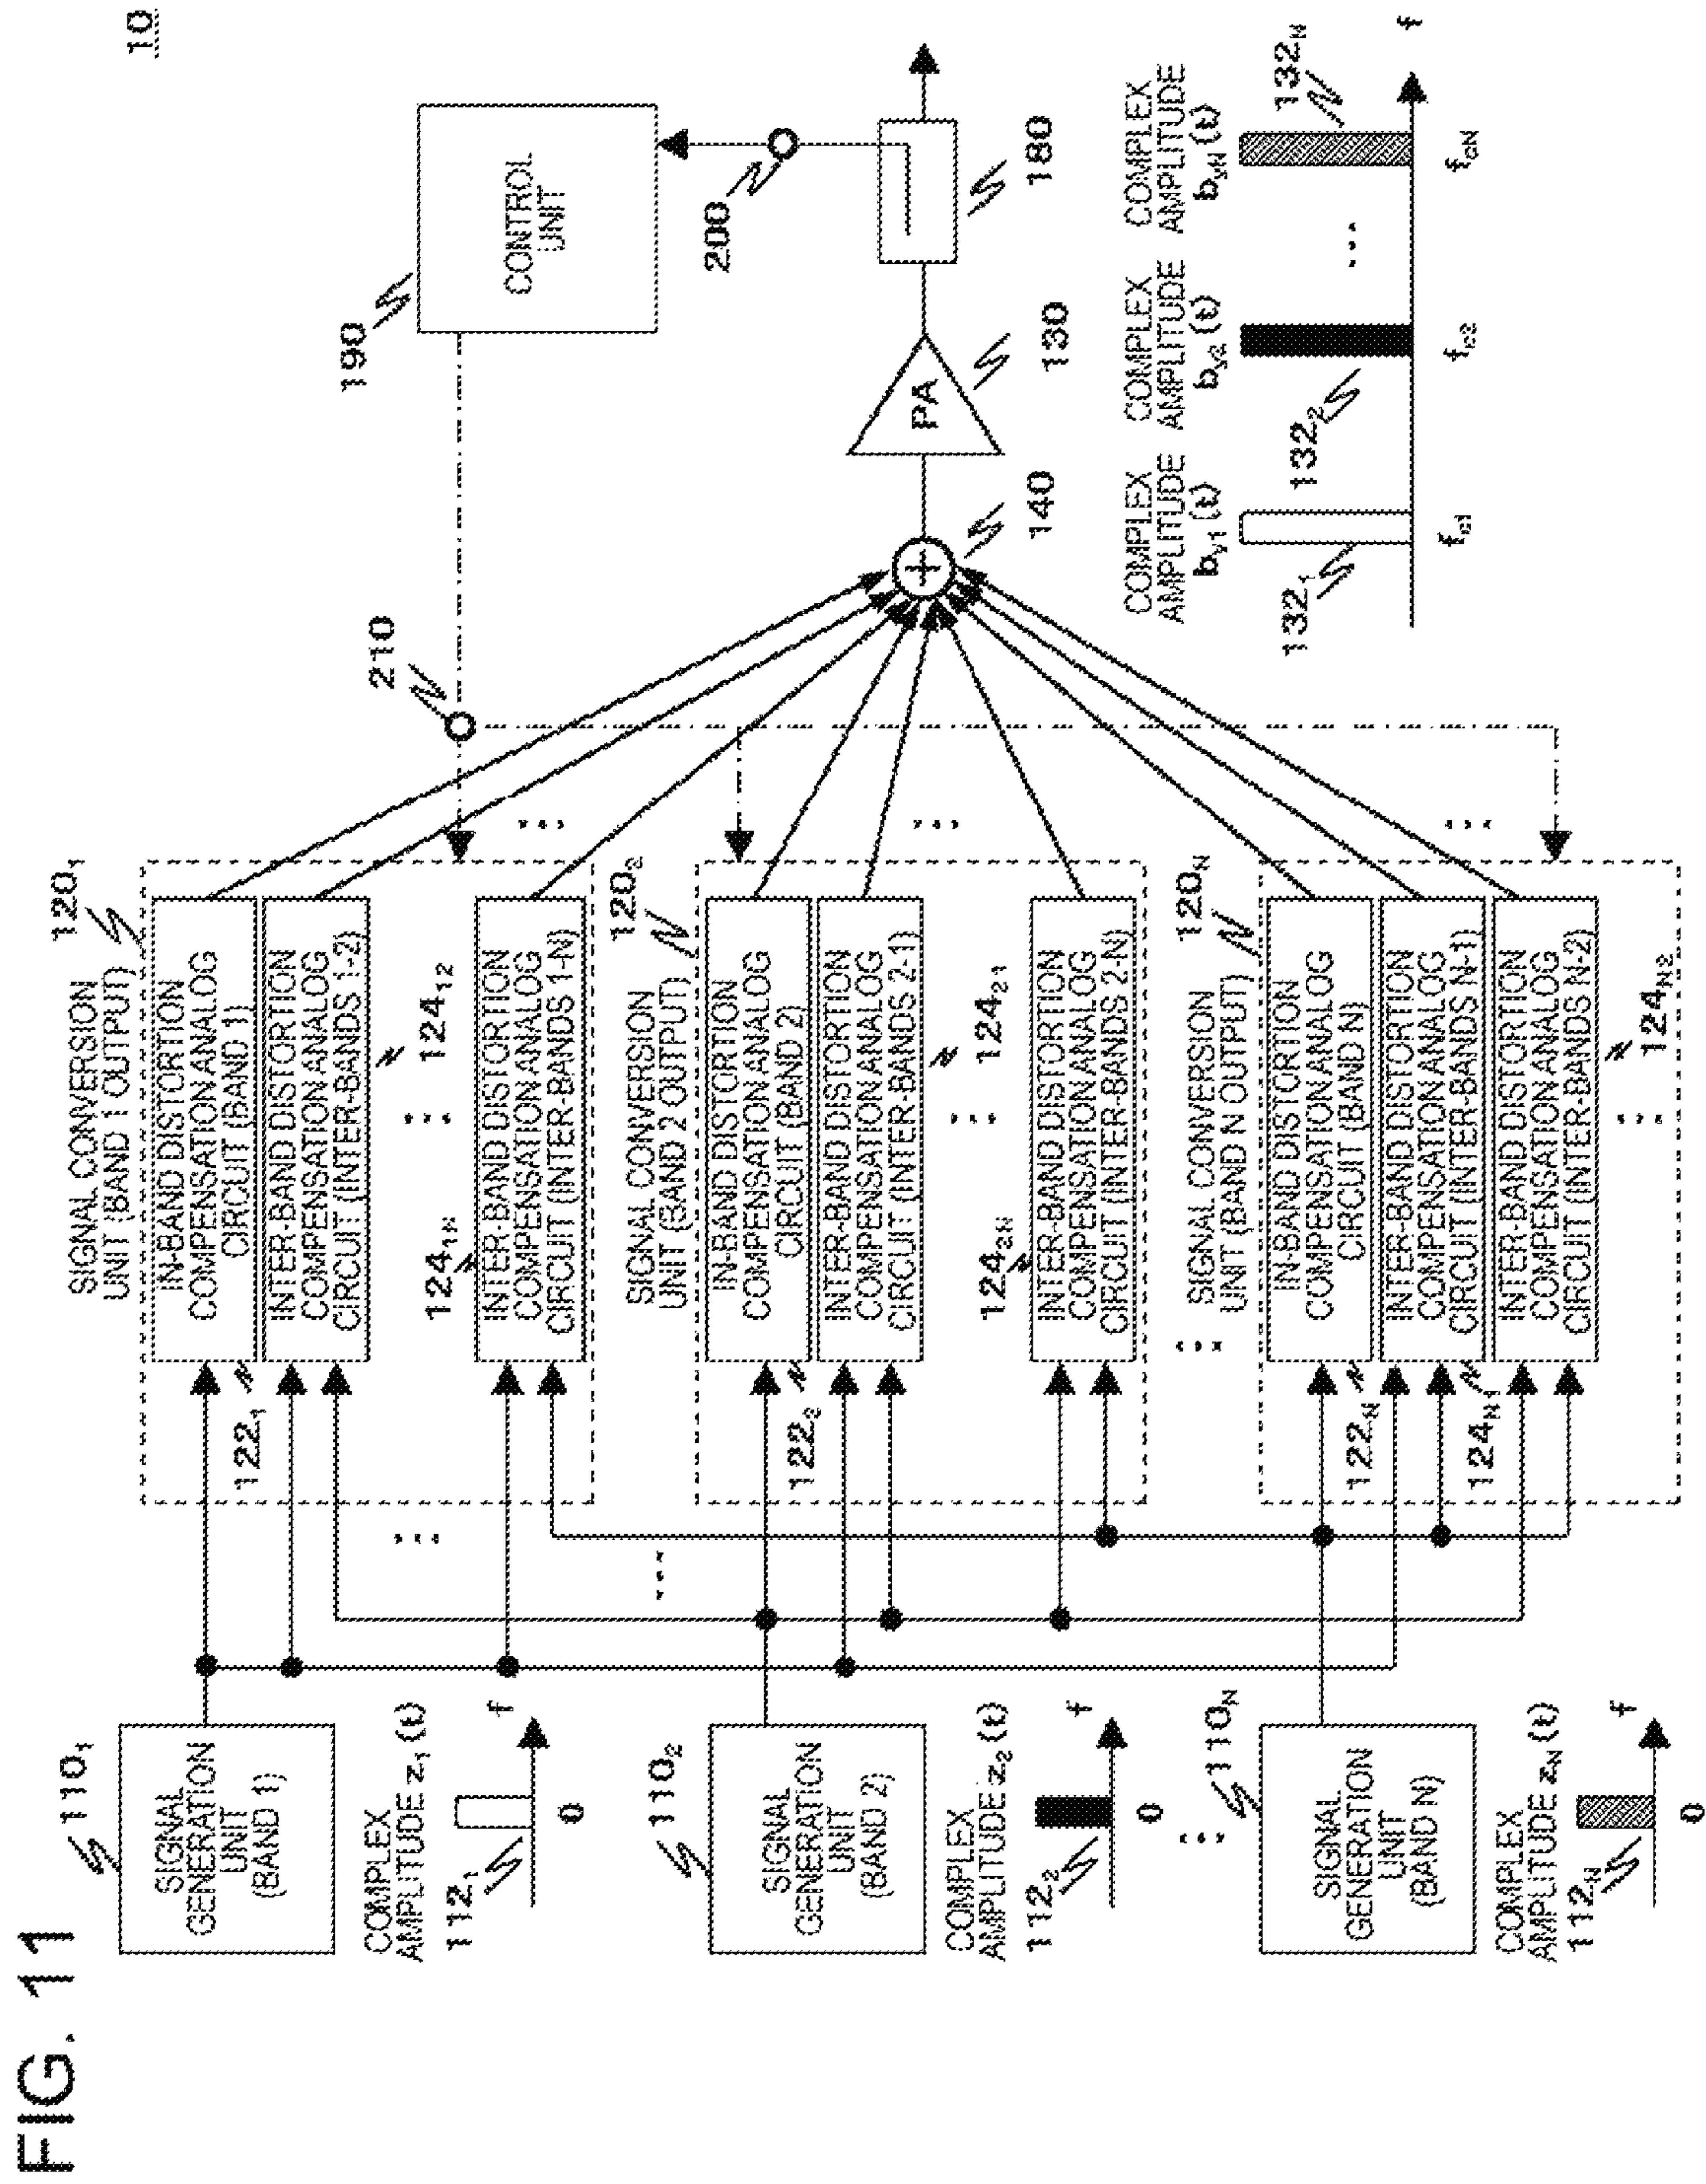 FIG. 11
10
SIGNAL
GENERATION
UNIT
(BAND 1)
110₁
COMPLEX
AMPLITUDE z₁(t)
112₁
f
0
SIGNAL
GENERATION
UNIT
(BAND 2)
110₂
COMPLEX
AMPLITUDE z₂(t)
112₂
f
0
...
SIGNAL
GENERATION
UNIT
(BAND N)
110N
COMPLEX
AMPLITUDE zN(t)
112N
f
0
SIGNAL CONVERSION
UNIT (BAND 1 OUTPUT)
120₁
IN-BAND DISTORTION
COMPENSATION ANALOG
CIRCUIT (BAND 1)
122₁
INTER-BAND DISTORTION
COMPENSATION ANALOG
CIRCUIT (INTER-BANDS 1-2)
124₁₂
...
124₁N
INTER-BAND DISTORTION
COMPENSATION ANALOG
CIRCUIT (INTER-BANDS 1-N)
...
...
...
SIGNAL CONVERSION
UNIT (BAND 2 OUTPUT)
120₂
IN-BAND DISTORTION
COMPENSATION ANALOG
CIRCUIT (BAND 2)
122₂
INTER-BAND DISTORTION
COMPENSATION ANALOG
CIRCUIT (INTER-BANDS 2-1)
124₂₁
...
124₂N
INTER-BAND DISTORTION
COMPENSATION ANALOG
CIRCUIT (INTER-BANDS 2-N)
...
...
SIGNAL CONVERSION
UNIT (BAND N OUTPUT)
120N
IN-BAND DISTORTION
COMPENSATION ANALOG
CIRCUIT (BAND N)
122N
INTER-BAND DISTORTION
COMPENSATION ANALOG
CIRCUIT (INTER-BANDS N-1)
124N₁
INTER-BAND DISTORTION
COMPENSATION ANALOG
CIRCUIT (INTER-BANDS N-2)
124N₂
...
...
210
190
CONTROL
UNIT
200
140
PA
130
180
COMPLEX
AMPLITUDE
by₁(t)
COMPLEX
AMPLITUDE
by₂(t)
...
COMPLEX
AMPLITUDE
byN(t)
132₁
132₂
132N
fc1
fc2
fcN
f